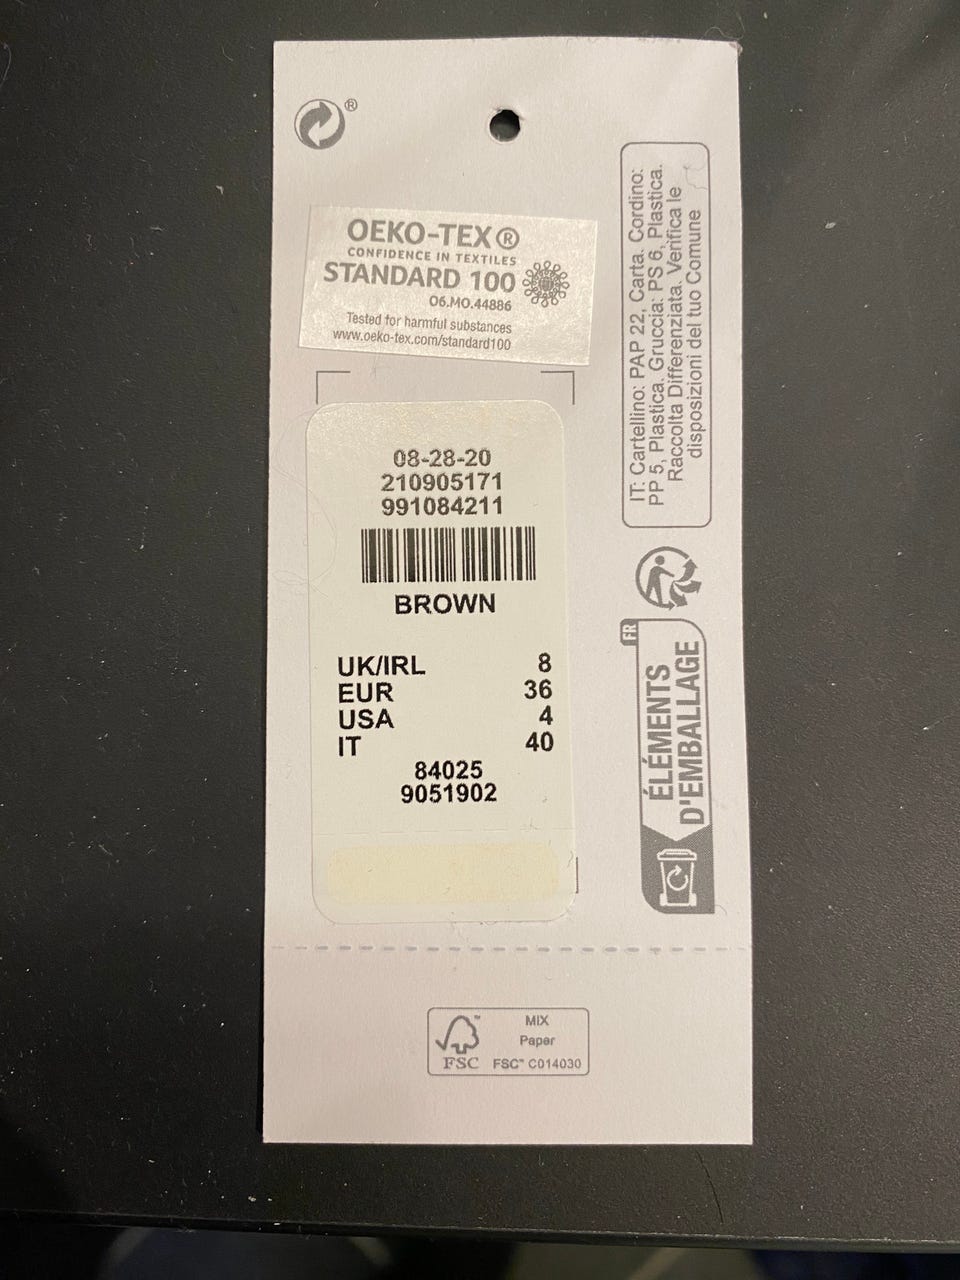 ®
OEKO-TEX®
CONFIDENCE IN TEXTILES
STANDARD 100
06.MO.44886
Tested for harmful substances
www.oeko-tex.com/standard100
08-28-20
210905171
991084211
BROWN
UK/IRL 8
EUR 36
USA 4
IT 40
84025
9051902
IT: Cartellino: PAP 22, Carta. Cordino:
PP 5, Plastica. Gruccia: PS 6, Plastica.
Raccolta Differenziata. Verifica le
disposizioni del tuo Comune
FR
ÉLÉMENTS
D'EMBALLAGE
FSC™
MIX
Paper
FSC™ C014030